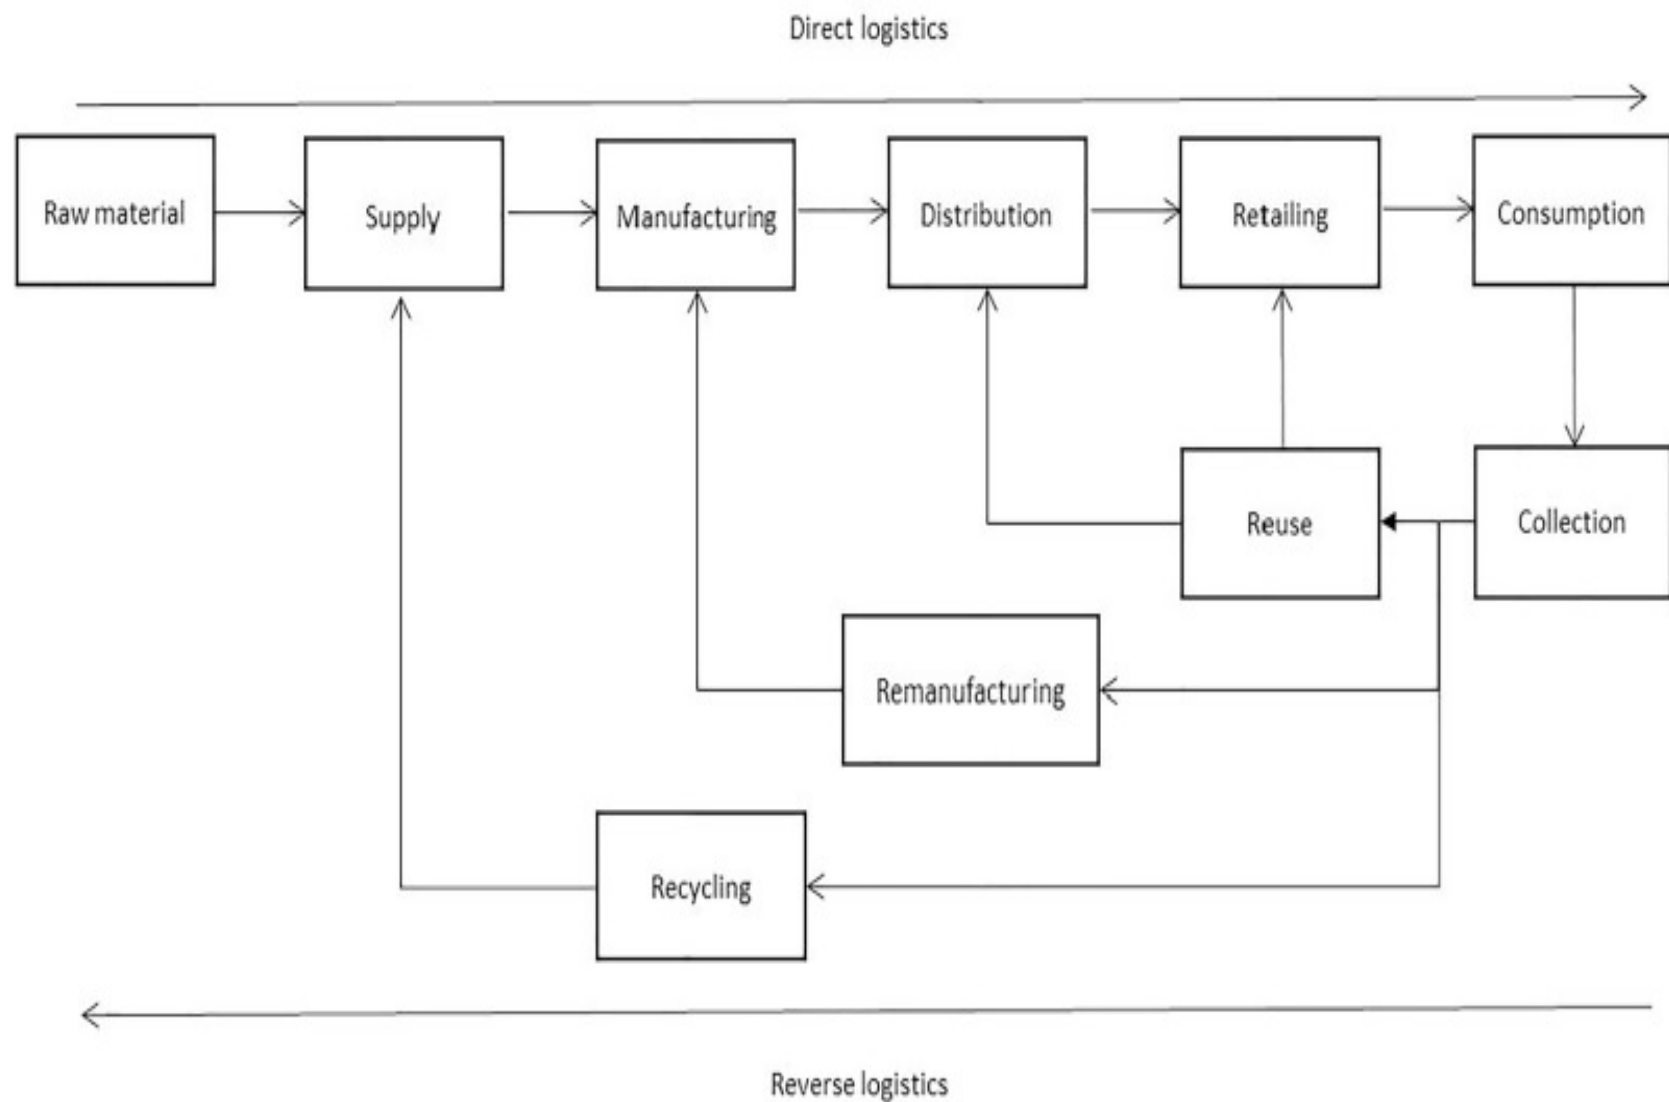 Direct logistics
Raw material
Supply
Manufacturing
Distribution
Retailing
Consumption
Reuse
Collection
Remanufacturing
Recycling
Reverse logistics